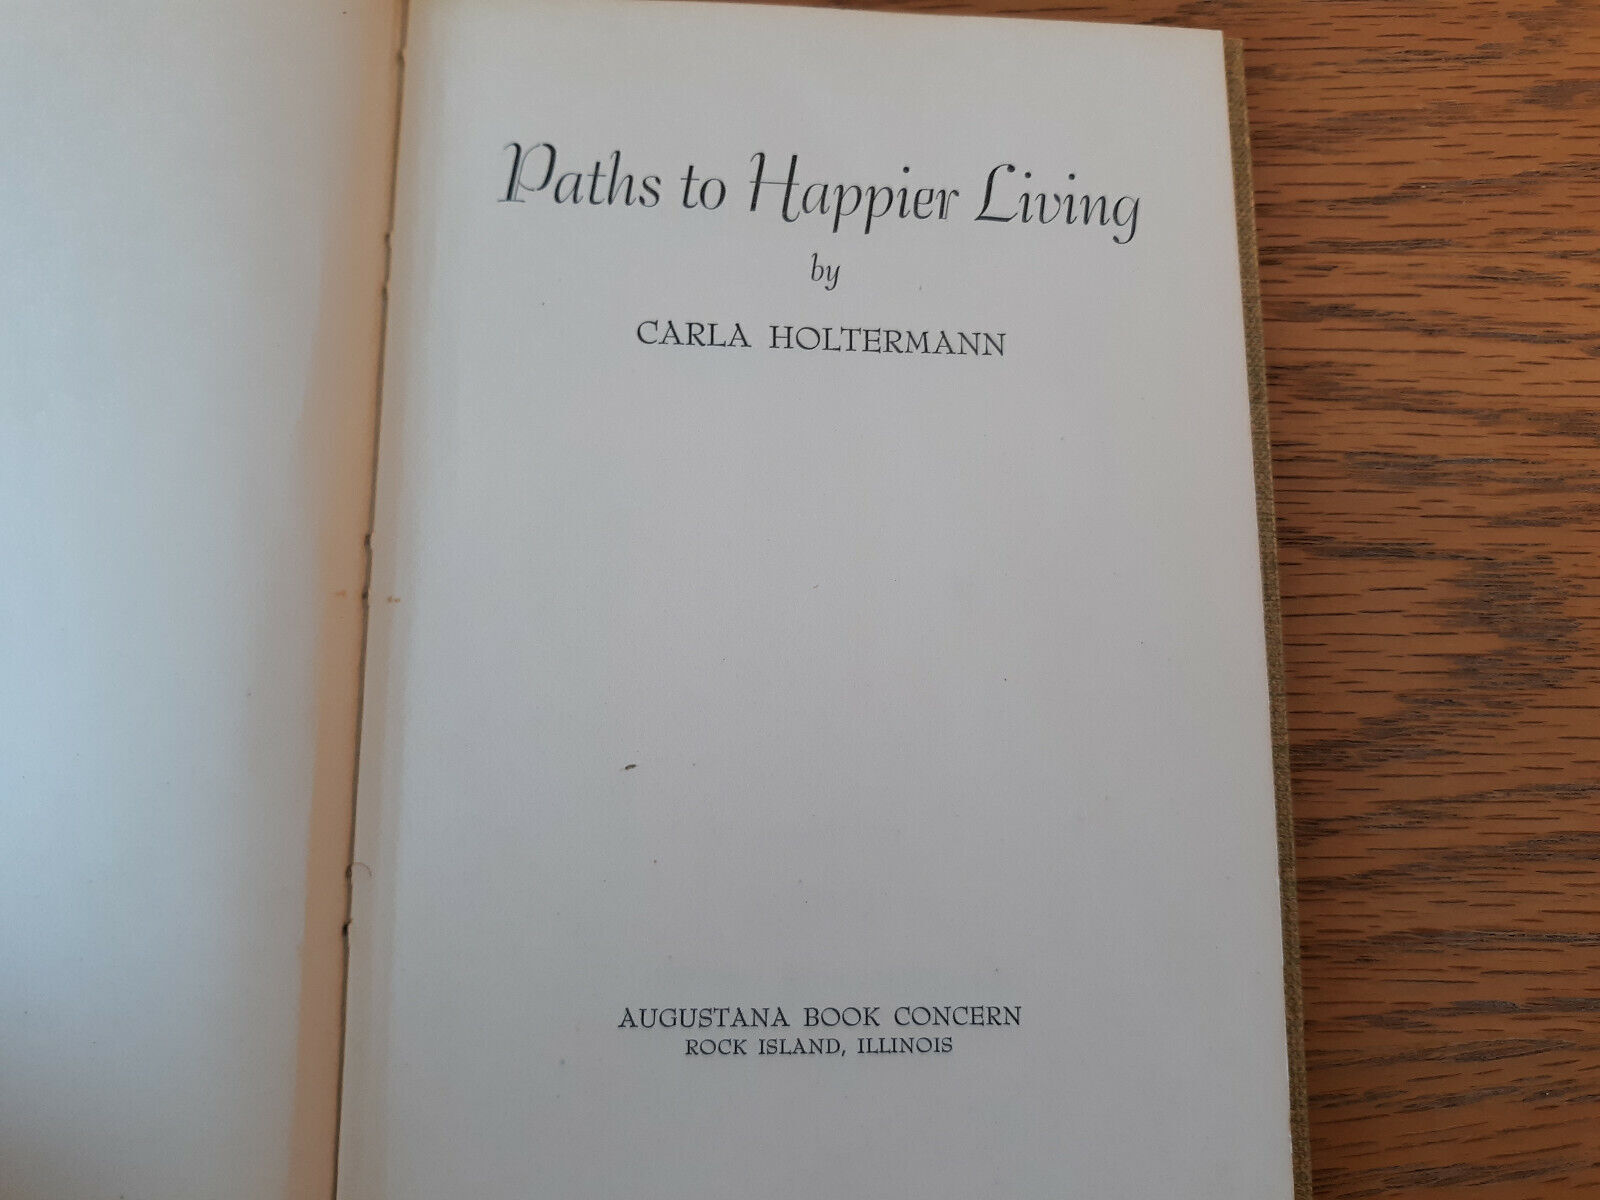 Paths to Happier Living
by
CARLA HOLTERMANN
AUGUSTANA BOOK CONCERN
ROCK ISLAND, ILLINOIS